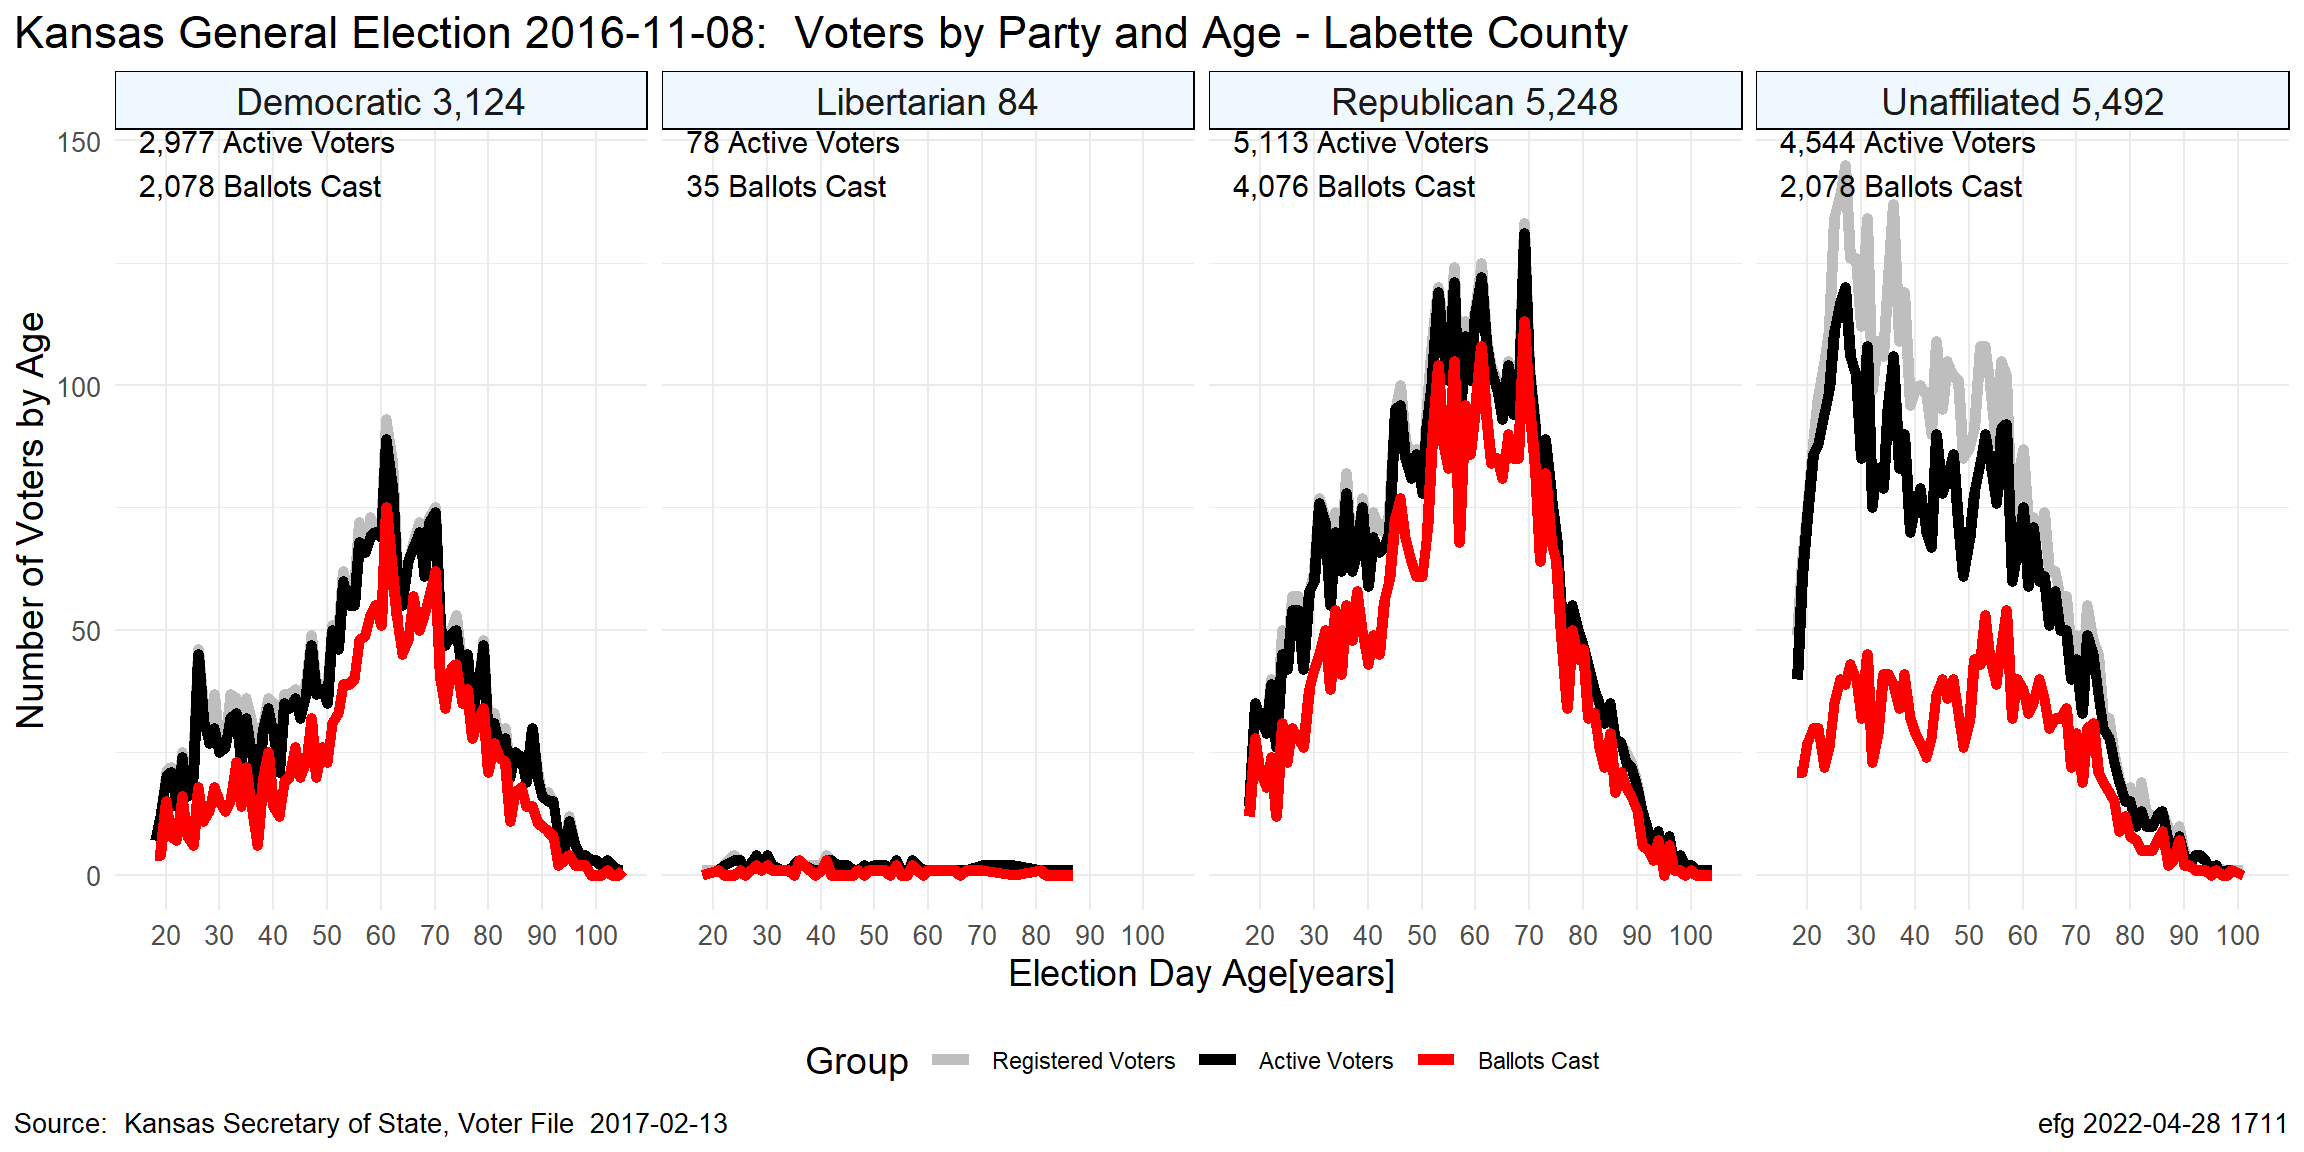 Kansas General Election 2016-11-08:  Voters by Party and Age - Labette County
Democratic 3,124
Libertarian 84
Republican 5,248
Unaffiliated 5,492
2,977 Active Voters
2,078 Ballots Cast
78 Active Voters
35 Ballots Cast
5,113 Active Voters
4,076 Ballots Cast
4,544 Active Voters
2,078 Ballots Cast
Number of Voters by Age
150
100
50
0
20 30 40 50 60 70 80 90 100
20 30 40 50 60 70 80 90 100
20 30 40 50 60 70 80 90 100
20 30 40 50 60 70 80 90 100
Election Day Age[years]
Group Registered Voters Active Voters Ballots Cast
Source:  Kansas Secretary of State, Voter File  2017-02-13
efg 2022-04-28 1711